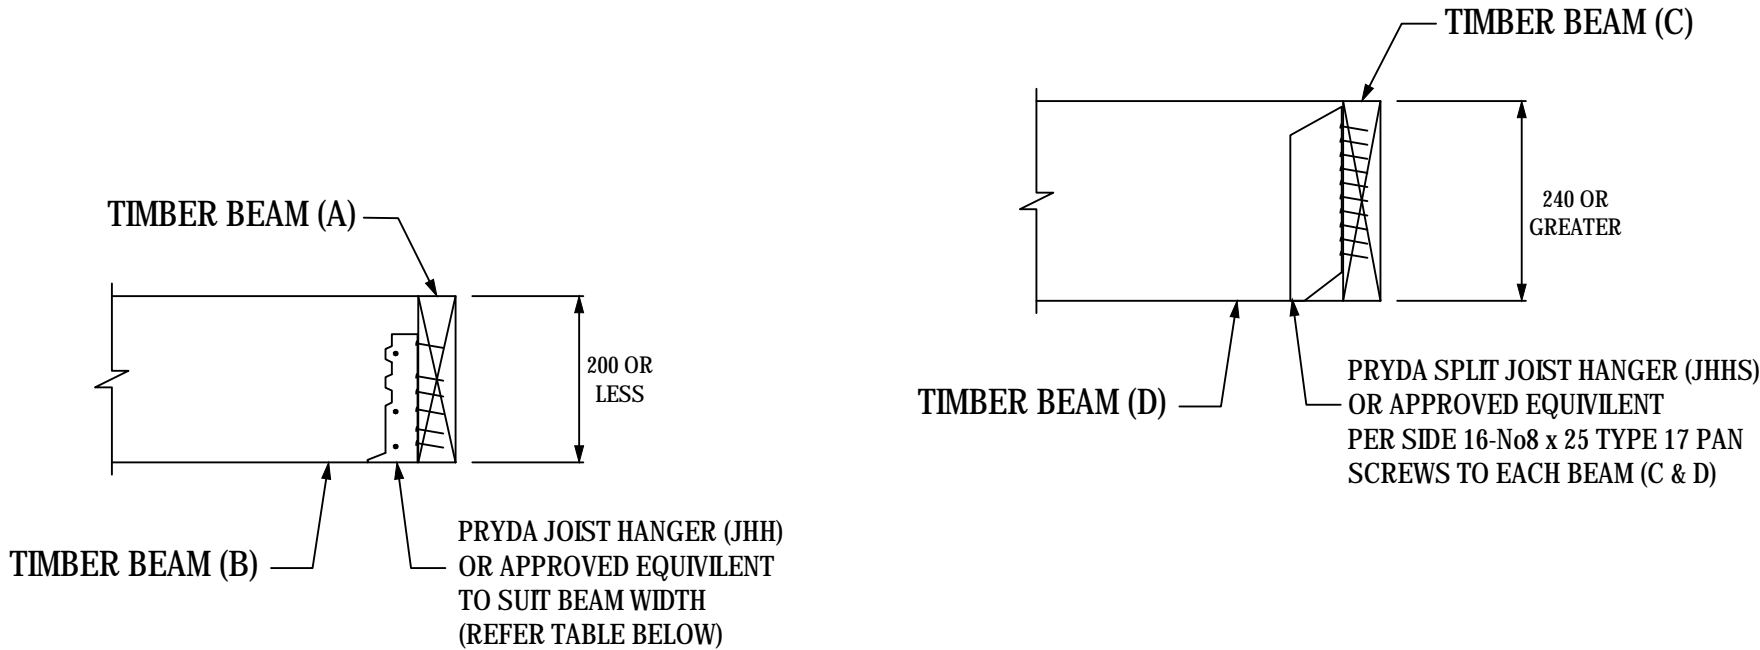 TIMBER BEAM (A)
200 OR
LESS
TIMBER BEAM (B)
PRYDA JOIST HANGER (JHH)
OR APPROVED EQUIVILENT
TO SUIT BEAM WIDTH
(REFER TABLE BELOW)
TIMBER BEAM (C)
240 OR
GREATER
TIMBER BEAM (D)
PRYDA SPLIT JOIST HANGER (JHHS)
OR APPROVED EQUIVILENT
PER SIDE 16-No8 x 25 TYPE 17 PAN
SCREWS TO EACH BEAM (C & D)